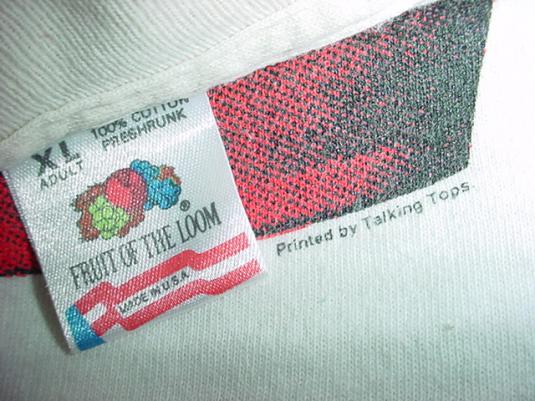 XL
ADULT
100% COTTON
PRESHRUNK
®
FRUIT OF THE LOOM
MADE IN U.S.A.
Printed by Talking Tops.